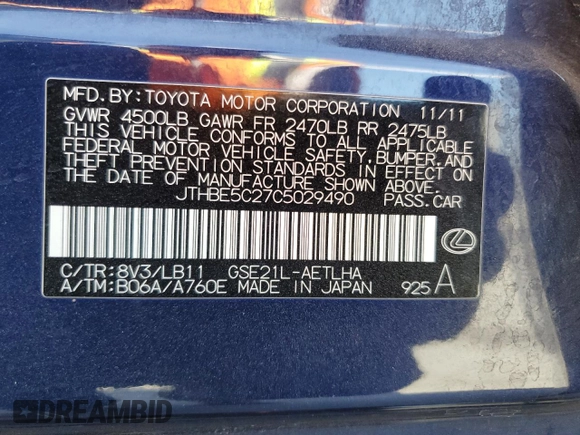 MFD. BY: TOYOTA MOTOR CORPORATION 11/11
GVWR 4500LB GAWR FR 2470LB RR 2475LB
THIS VEHICLE CONFORMS TO ALL APPLICABLE
FEDERAL MOTOR VEHICLE SAFETY, BUMPER, AND
THEFT PREVENTION STANDARDS IN EFFECT ON
THE DATE OF MANUFACTURE SHOWN ABOVE.
JTHBE5C27C5029490 PASS. CAR
C/TR: 8V3/LB11 GSE21L-AETLHA
A/TM: B06A/A760E MADE IN JAPAN 925 A
DREAMBID